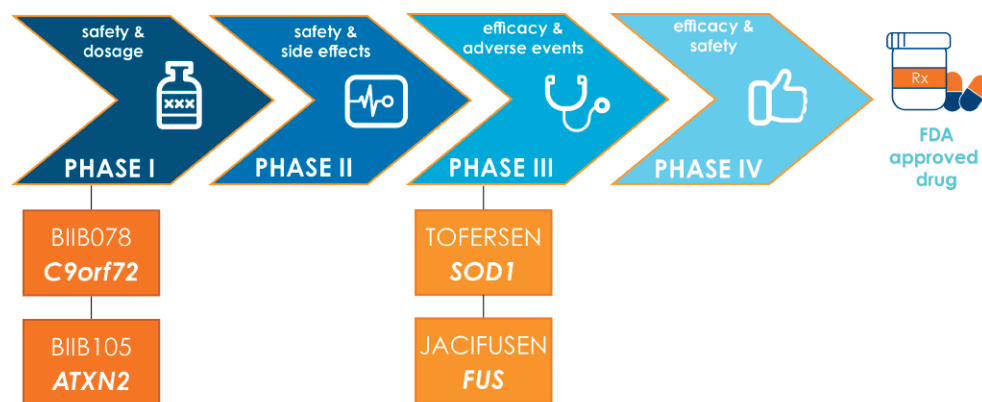 safety &
dosage
xxx
PHASE I
safety &
side effects
PHASE II
efficacy &
adverse events
PHASE III
efficacy &
safety
PHASE IV
Rx
FDA
approved
drug
BIIB078
C9orf72
BIIB105
ATXN2
TOFERSEN
SOD1
JACIFUSEN
FUS